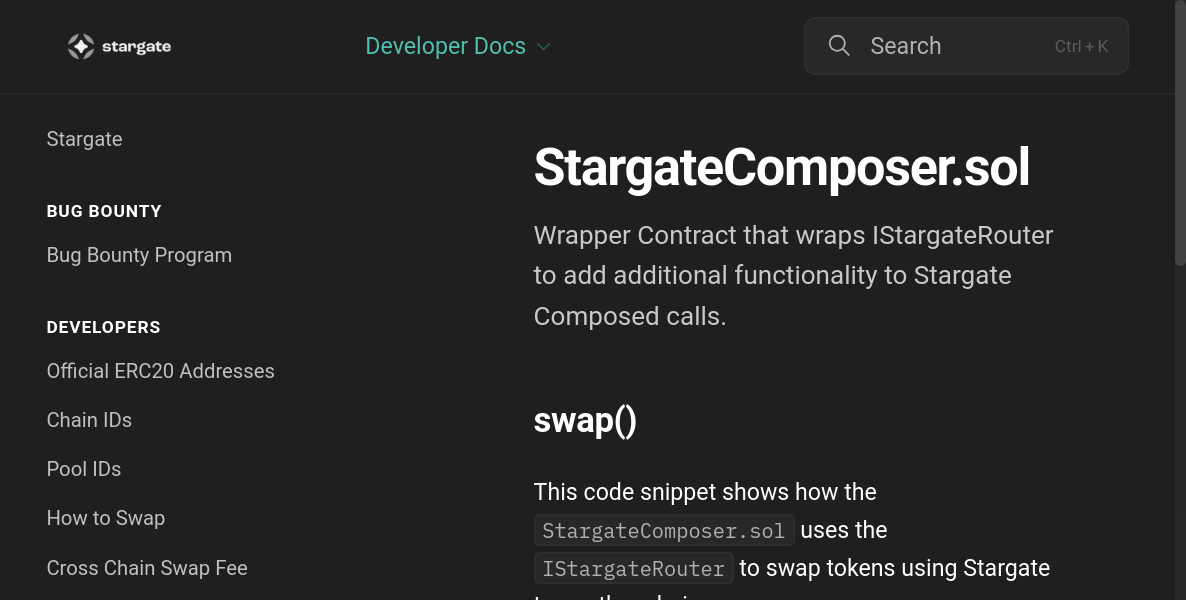 stargate
Developer Docs
Search
Ctrl + K
Stargate
BUG BOUNTY
Bug Bounty Program
DEVELOPERS
Official ERC20 Addresses
Chain IDs
Pool IDs
How to Swap
Cross Chain Swap Fee
StargateComposer.sol
Wrapper Contract that wraps IStargateRouter
to add additional functionality to Stargate
Composed calls.
swap()
This code snippet shows how the
StargateComposer.sol uses the
IStargateRouter to swap tokens using Stargate